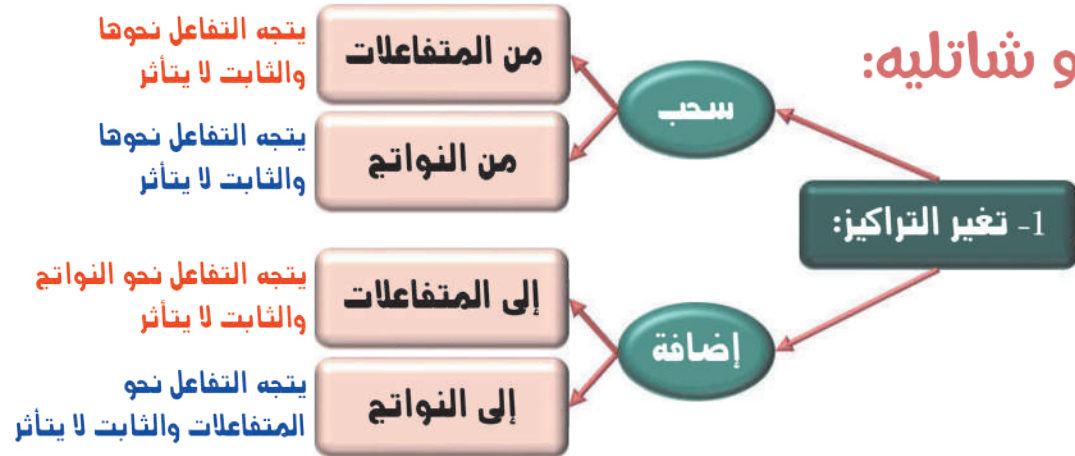 و شاتليه:
1- تغير التراكيز:
سحب
من المتفاعلات
يتجه التفاعل نحوها
والثابت لا يتأثر
من النواتج
يتجه التفاعل نحوها
والثابت لا يتأثر
إضافة
إلى المتفاعلات
يتجه التفاعل نحو النواتج
والثابت لا يتأثر
إلى النواتج
يتجه التفاعل نحو
المتفاعلات والثابت لا يتأثر